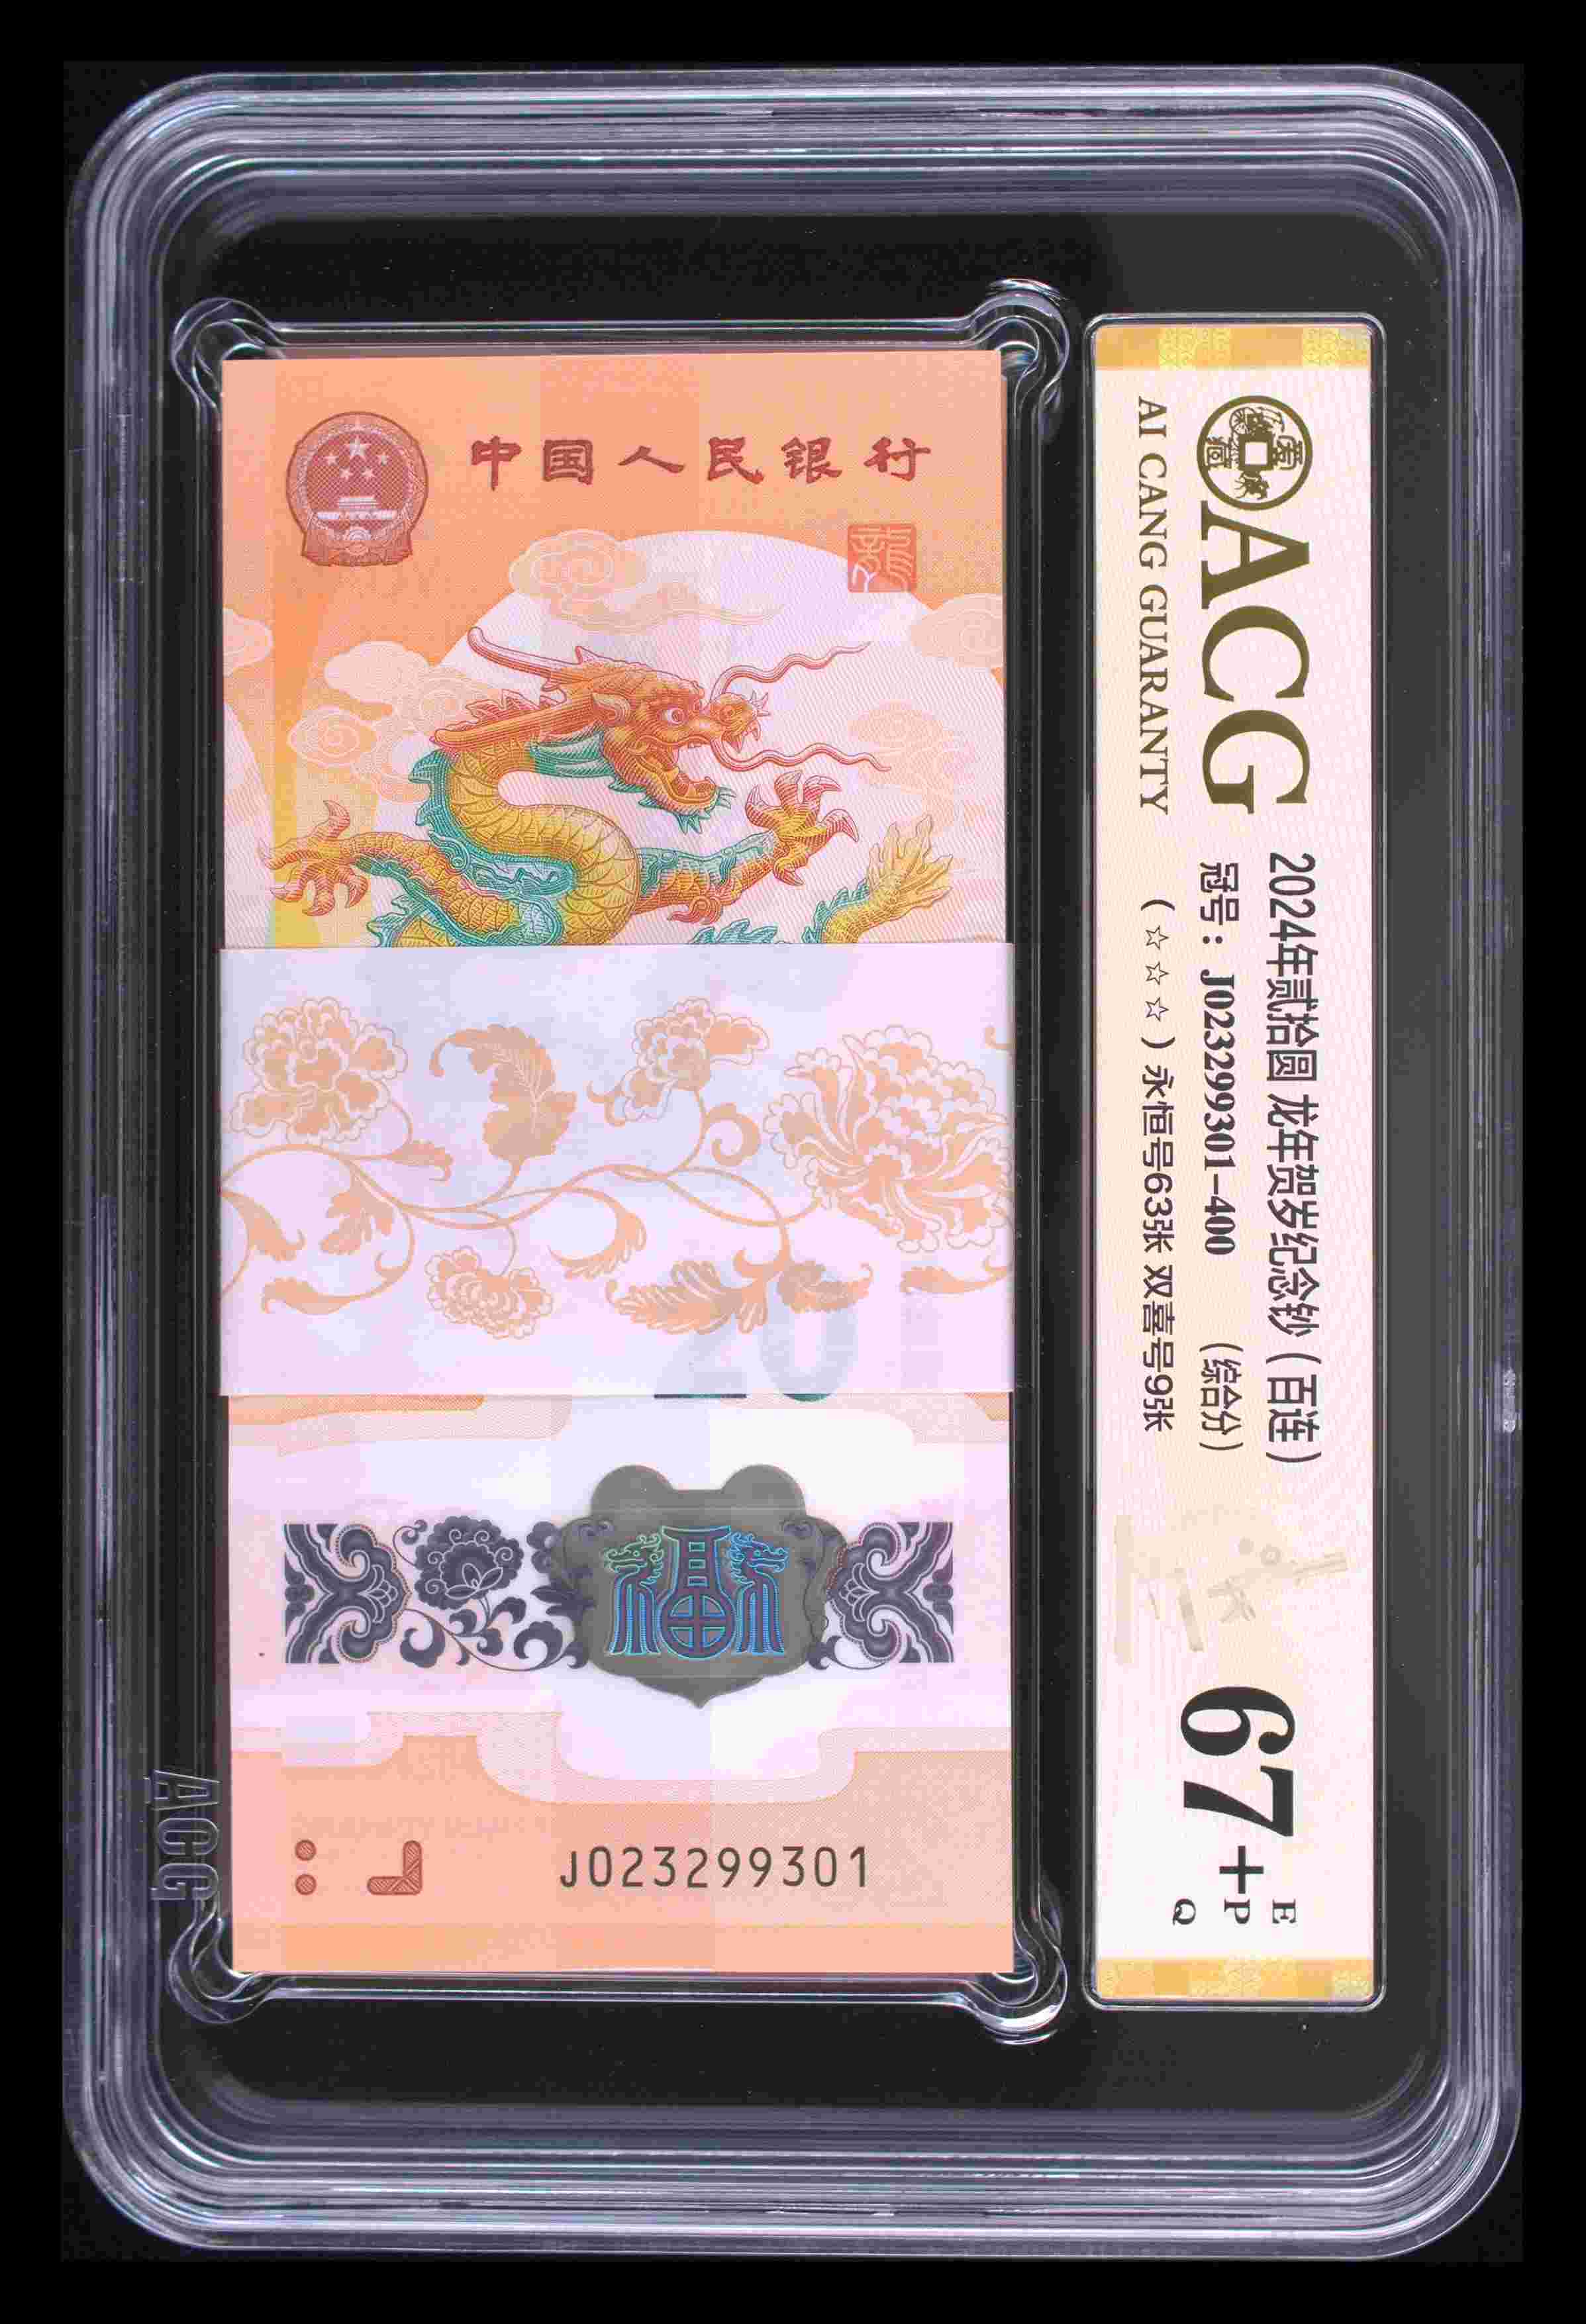 中国人民银行
龍
20
J023299301
ACG
AI CANG GUARANTY
2024年贰拾圆 龙年贺岁纪念钞（百连）
冠号：J023299301-400 （综合分）
（☆☆☆）永恒号63张 双喜号9张
67+
E
P
Q
ACG